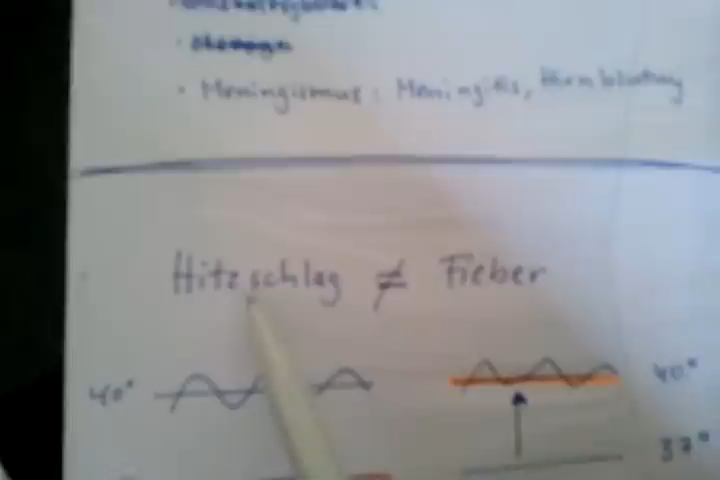 • Meningismus: Meningitis, Hirnblutung
Hitzschlag ≠ Fieber
40° 40°
37°